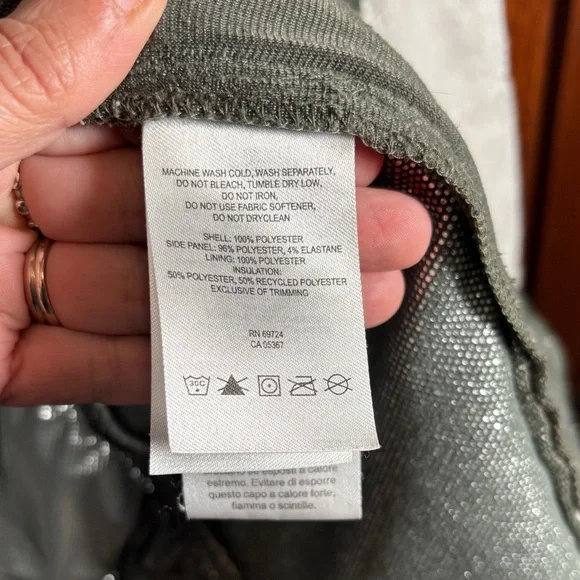 MACHINE WASH COLD, WASH SEPARATELY,
DO NOT BLEACH, TUMBLE DRY LOW,
DO NOT IRON,
DO NOT USE FABRIC SOFTENER,
DO NOT DRYCLEAN
SHELL: 100% POLYESTER
SIDE PANEL: 96% POLYESTER, 4% ELASTANE
LINING: 100% POLYESTER
INSULATION:
50% POLYESTER, 50% RECYCLED POLYESTER
EXCLUSIVE OF TRIMMING
RN 69724
CA 05367
30C
se esposti a calore
estremo. Evitare di esporre
questo capo a calore forte,
fiamma o scintille.